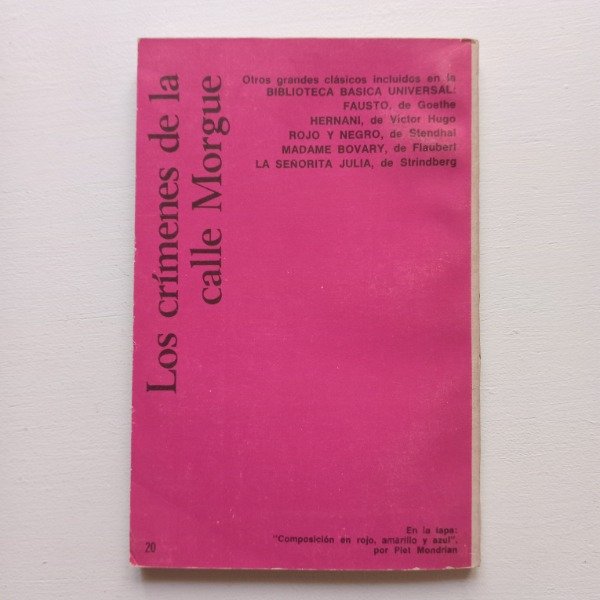 Los crímenes de la
calle Morgue
Otros grandes clásicos incluidos en la
BIBLIOTECA BASICA UNIVERSAL:
FAUSTO, de Goethe
HERNANI, de Víctor Hugo
ROJO Y NEGRO, de Stendhal
MADAME BOVARY, de Flaubert
LA SEÑORITA JULIA, de Strindberg
20
En la tapa:
"Composición en rojo, amarillo y azul",
por Piet Mondrian